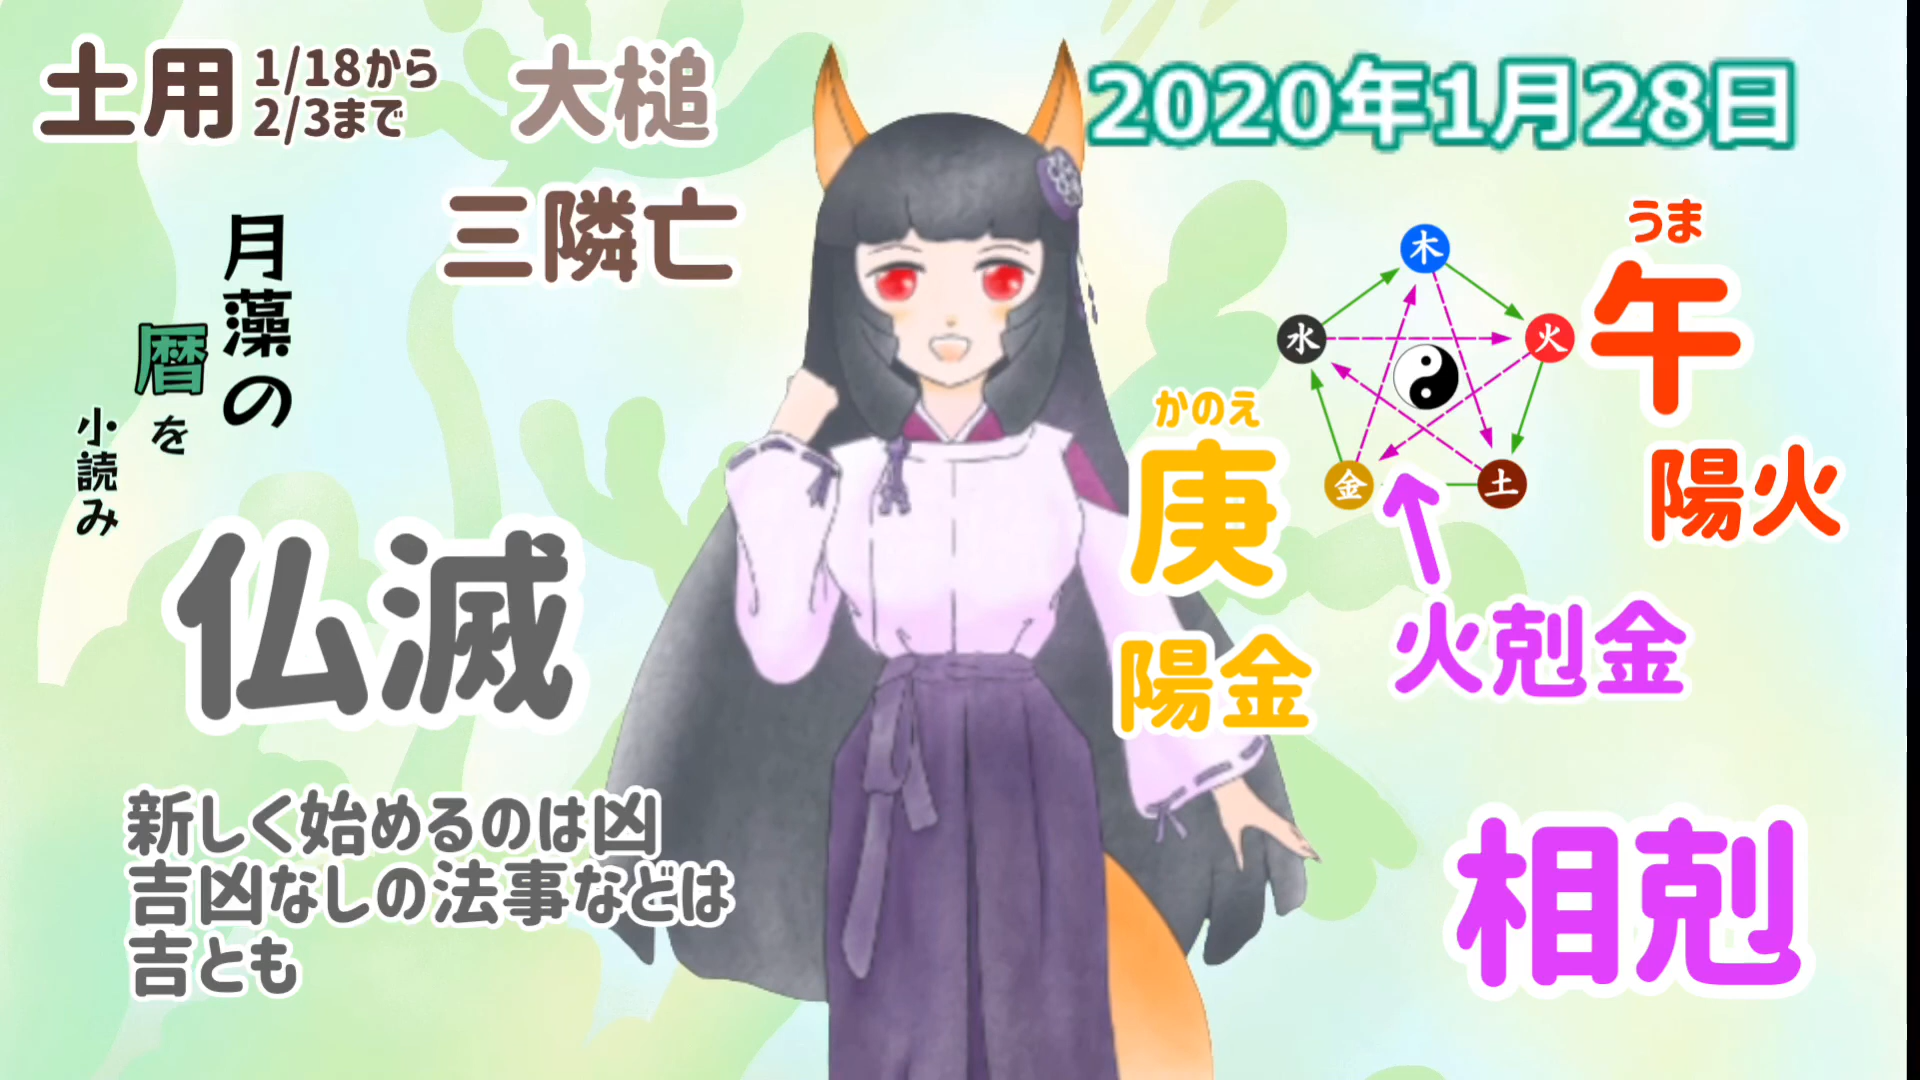 土用
1/18から
2/3まで
大槌
三隣亡
2020年1月28日
月藻の
暦を
小読み
仏滅
新しく始めるのは凶
吉凶なしの法事などは
吉とも
木
火
土
金
水
うま
午
陽火
かのえ
庚
陽金
火剋金
相剋